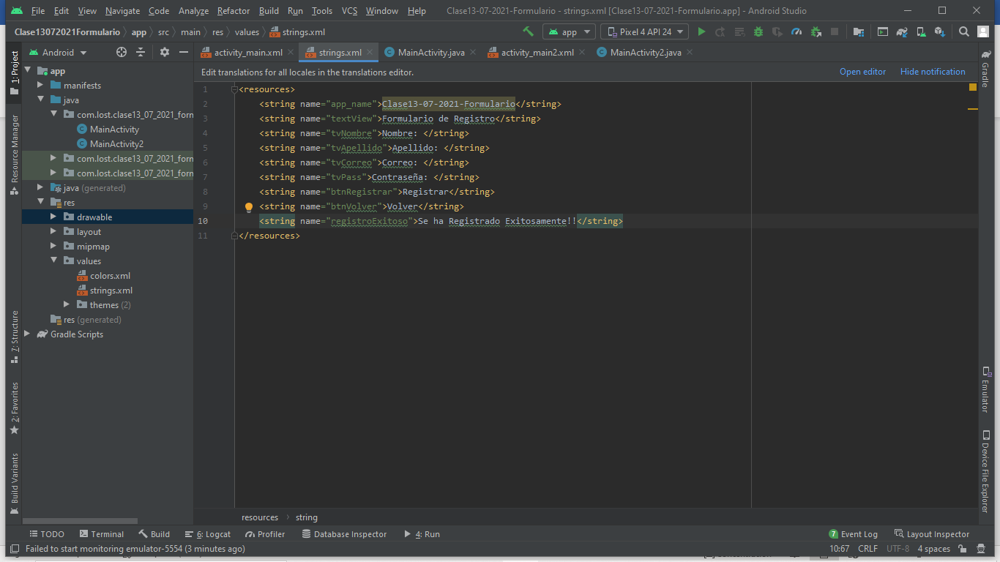 File Edit View Navigate Code Analyze Refactor Build Run Tools VCS Window Help Clase13-07-2021-Formulario - strings.xml [Clase13-07-2021-Formulario.app] - Android Studio
Clase13072021Formulario app src main res values strings.xml app Pixel 4 API 24
Android activity_main.xml strings.xml MainActivity.java activity_main2.xml MainActivity2.java
Edit translations for all locales in the translations editor. Open editor Hide notification
1: Project
Resource Manager
7: Structure
2: Favorites
Build Variants
app
manifests
java
com.lost.clase13_07_2021_form
MainActivity
MainActivity2
com.lost.clase13_07_2021_forn
com.lost.clase13_07_2021_forn
java (generated)
res
drawable
layout
mipmap
values
colors.xml
strings.xml
themes (2)
res (generated)
Gradle Scripts
1 <resources>
2 <string name="app_name">Clase13-07-2021-Formulario</string>
3 <string name="textView">Formulario de Registro</string>
4 <string name="tvNombre">Nombre: </string>
5 <string name="tvApellido">Apellido: </string>
6 <string name="tvCorreo">Correo: </string>
7 <string name="tvPass">Contraseña: </string>
8 <string name="btnRegistrar">Registrar</string>
9 <string name="btnVolver">Volver</string>
10 <string name="registroExitoso">Se ha Registrado Exitosamente!!</string>
11 </resources>
Gradle
Emulator
Device File Explorer
resources string
TODO Terminal Build 6: Logcat Profiler Database Inspector 4: Run 7 Event Log Layout Inspector
Failed to start monitoring emulator-5554 (3 minutes ago) 10:67 CRLF UTF-8 4 spaces